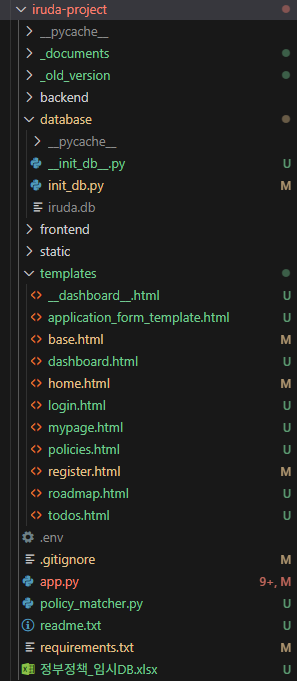 iruda-project
__pycache__
_documents
_old_version
backend
database
__pycache__
__init_db__.py U
init_db.py M
iruda.db
frontend
static
templates
__dashboard__.html U
application_form_template.html U
base.html M
dashboard.html U
home.html M
login.html U
mypage.html U
policies.html U
register.html M
roadmap.html U
todos.html U
.env
.gitignore M
app.py 9+, M
policy_matcher.py U
readme.txt U
requirements.txt M
정부정책_임시DB.xlsx U